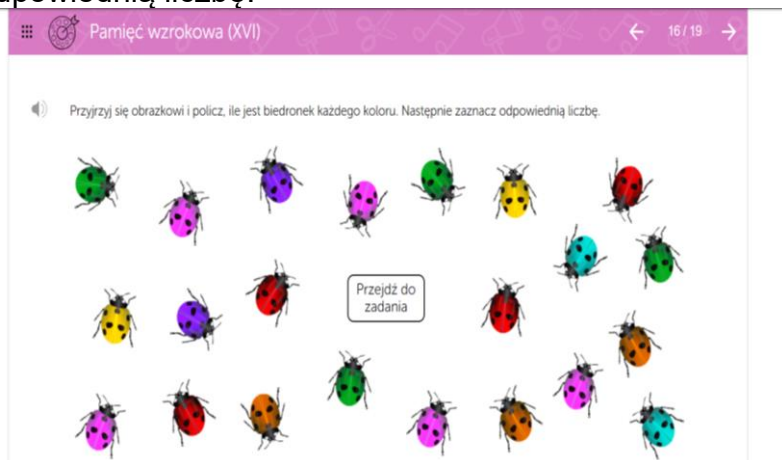 Pamięć wzrokowa (XVI)
16 / 19
Przyjrzyj się obrazkowi i policz, ile jest biedronek każdego koloru. Następnie zaznacz odpowiednią liczbę.
Przejdź do
zadania